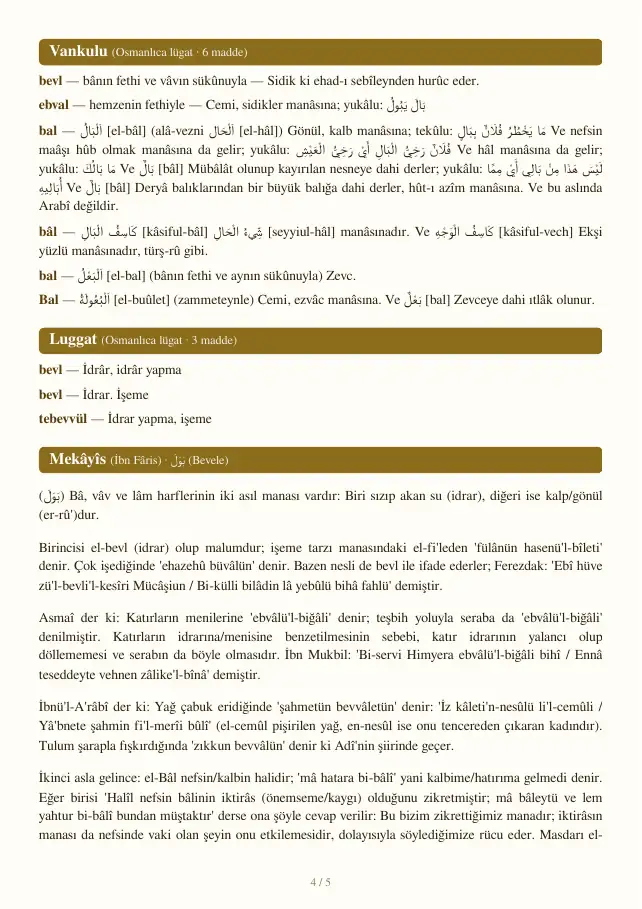 Vankulu (Osmanlıca lügat · 6 madde)
bevl — bânın fethi ve vâvın sükûnuyla — Sidik ki ehad-ı sebîleynden hurûc eder.
ebval — hemzenin fethiyle — Cemi, sidikler manâsına; yukâlu: بَالَ يَبُولُ
bal — اَلْبَالُ [el-bâl] (alâ-vezni اَلْحَالِ [el-hâl]) Gönül, kalb manâsına; tekûlu: مَا يَخْطُرُ فُلَانٌ بِبَالِي Ve nefsin
maâşı hûb olmak manâsına da gelir; yukâlu: فُلَانٌ رَخِيُّ الْبَالِ أَيْ رَخِيُّ الْعَيْشِ Ve hâl manâsına da gelir;
yukâlu: مَا بَالُكَ Ve بَالٌ [bâl] Mübâlât olunup kayırılan nesneye dahi derler; yukâlu: لَيْسَ هَذَا مِنْ بَالِي أَيْ مِمَّا
أُبَالِيهِ Ve بَالٌ [bâl] Deryâ balıklarından bir büyük balığa dahi derler, hût-ı azîm manâsına. Ve bu aslında
Arabî değildir.
bâl — كَاسِفُ الْبَالِ [kâsiful-bâl] سَيِّءُ الْحَالِ [seyyiul-hâl] manâsınadır. Ve كَاسِفُ الْوَجْهِ [kâsiful-vech] Ekşi
yüzlü manâsınadır, türş-rû gibi.
bal — اَلْبَعْلُ [el-bal] (bânın fethi ve aynın sükûnuyla) Zevc.
Bal — اَلْبُعُولَةُ [el-buûlet] (zammeteynle) Cemi, ezvâc manâsına. Ve بَعْلٌ [bal] Zevceye dahi ıtlâk olunur.
Luggat (Osmanlıca lügat · 3 madde)
bevl — İdrâr, idrâr yapma
bevl — İdrar. İşeme
tebevvül — İdrar yapma, işeme
Mekâyîs (İbn Fâris) · بَوَلَ (Bevele)
(بَوَلَ) Bâ, vâv ve lâm harflerinin iki asıl manası vardır: Biri sızıp akan su (idrar), diğeri ise kalp/gönül
(er-rû')dur.
Birincisi el-bevl (idrar) olup malumdur; işeme tarzı manasındaki el-fi'leden 'fülânün hasenü'l-bîleti'
denir. Çok işediğinde 'ehazehû büvâlün' denir. Bazen nesli de bevl ile ifade ederler; Ferezdak: 'Ebî hüve
zü'l-bevli'l-kesîri Mücâşiun / Bi-külli bilâdin lâ yebûlü bihâ fahlü' demiştir.
Asmaî der ki: Katırların menilerine 'ebvâlü'l-biğâli' denir; teşbih yoluyla seraba da 'ebvâlü'l-biğâli'
denilmiştir. Katırların idrarına/menisine benzetilmesinin sebebi, katır idrarının yalancı olup
döllememesi ve serabın da böyle olmasıdır. İbn Mukbil: 'Bi-servi Himyera ebvâlü'l-biğâli bihî / Ennâ
teseddeyte vehnen zâlike'l-bînâ' demiştir.
İbnü'l-A'râbî der ki: Yağ çabuk eridiğinde 'şahmetün bevvâletün' denir: 'İz kâleti'n-nesûlü li'l-cemûli /
Yâ'bnete şahmin fi'l-merîi bûlî' (el-cemûl pişirilen yağ, en-nesûl ise onu tencereden çıkaran kadındır).
Tulum şarapla fışkırdığında 'zıkkun bevvâlün' denir ki Adî'nin şiirinde geçer.
İkinci asla gelince: el-Bâl nefsin/kalbin halidir; 'mâ hatara bi-bâlî' yani kalbime/hatırıma gelmedi denir.
Eğer birisi 'Halîl nefsin bâlinin iktirâs (önemseme/kaygı) olduğunu zikretmiştir; mâ bâleytü ve lem
yahtur bi-bâlî bundan müştaktır' derse ona şöyle cevap verilir: Bu bizim zikrettiğimiz manadır; iktirâsın
manası da nefsinde vaki olan şeyin onu etkilemesidir, dolayısıyla söylediğimize rücu eder. Masdarı el-
4 / 5